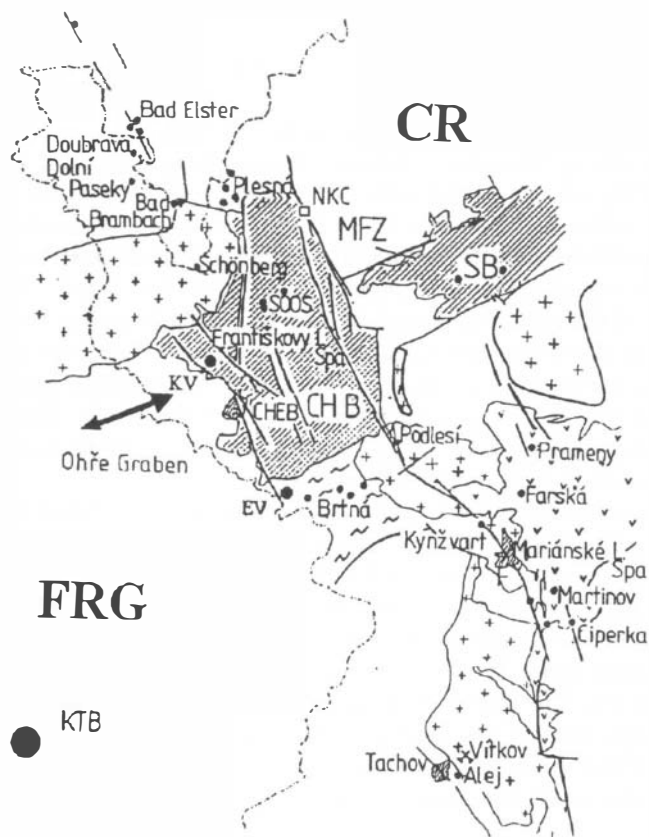 CR
Bad Elster
Doubrava
Dolní
Paseky
Bad
Brambach
Plesná
NKC
MFZ
SB
Schönberg
SOOS
Františkovy L.
Spa
KV
CHEB
CH B
Ohře Graben
Podlesí
Prameny
EV
Brtná
Farská
Kynžvart
Mariánské L.
Spa
FRG
Martinov
Čiperka
KTB
Tachov
Vítkov
Alej